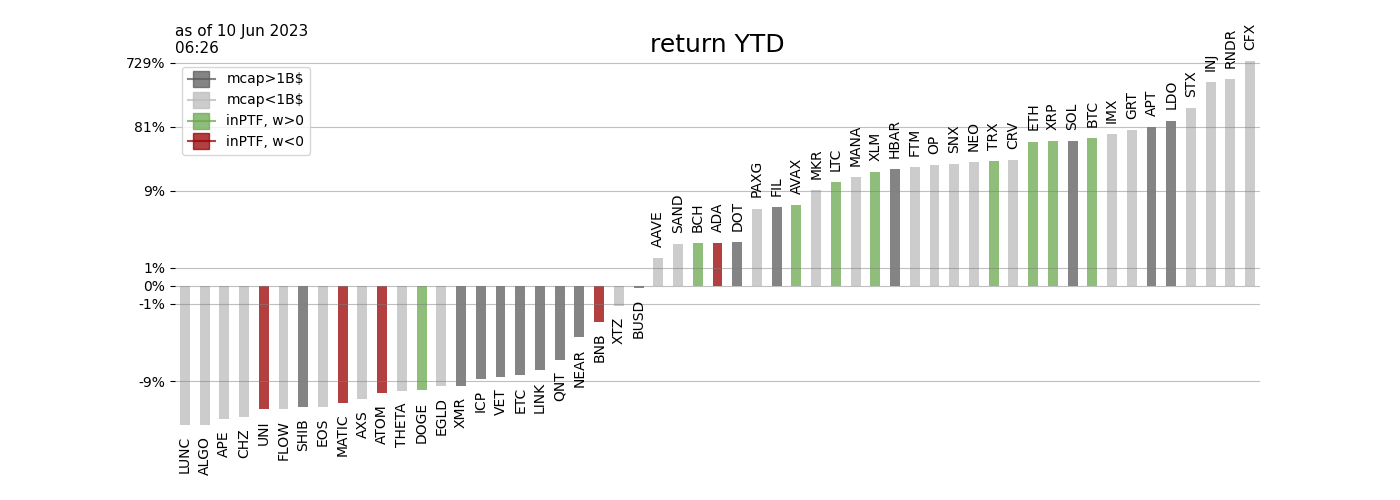 as of 10 Jun 2023
06:26
return YTD
729%
81%
9%
1%
0%
-1%
-9%
mcap>1B$
mcap<1B$
inPTF, w>0
inPTF, w<0
LUNC
ALGO
APE
CHZ
UNI
FLOW
SHIB
EOS
MATIC
AXS
ATOM
THETA
DOGE
EGLD
XMR
ICP
VET
ETC
LINK
QNT
NEAR
BNB
XTZ
BUSD
AAVE
SAND
BCH
ADA
DOT
PAXG
FIL
AVAX
MKR
LTC
MANA
XLM
HBAR
FTM
OP
SNX
NEO
TRX
CRV
ETH
XRP
SOL
BTC
IMX
GRT
APT
LDO
STX
INJ
RNDR
CFX